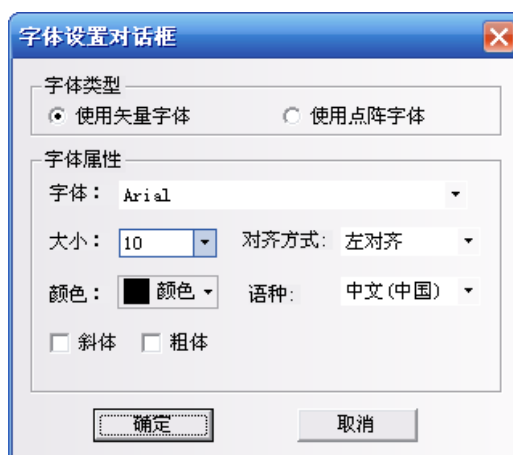 字体设置对话框
字体类型
使用矢量字体 使用点阵字体
字体属性
字体： Arial
大小： 10 对齐方式: 左对齐
颜色： 颜色 语种: 中文(中国)
斜体 粗体
确定 取消